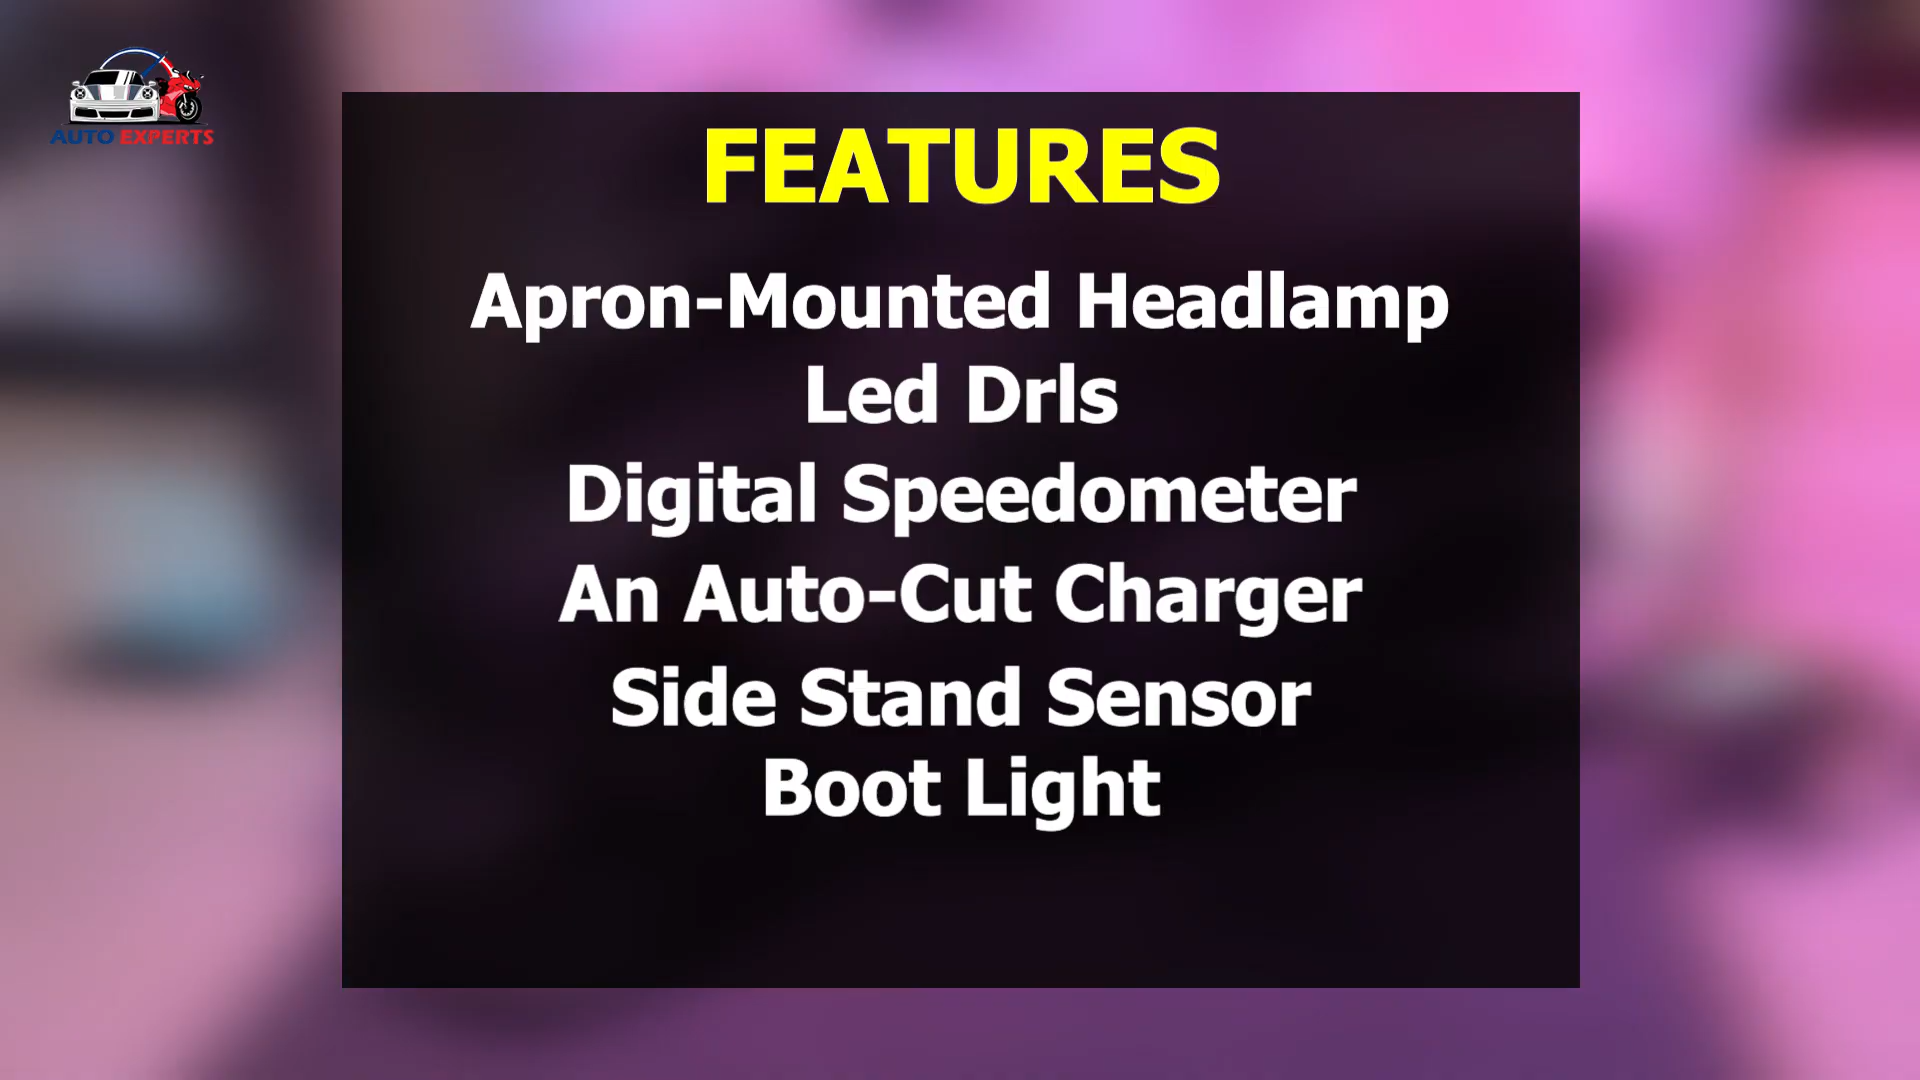 AUTO EXPERTS
FEATURES
Apron-Mounted Headlamp
Led Drls
Digital Speedometer
An Auto-Cut Charger
Side Stand Sensor
Boot Light